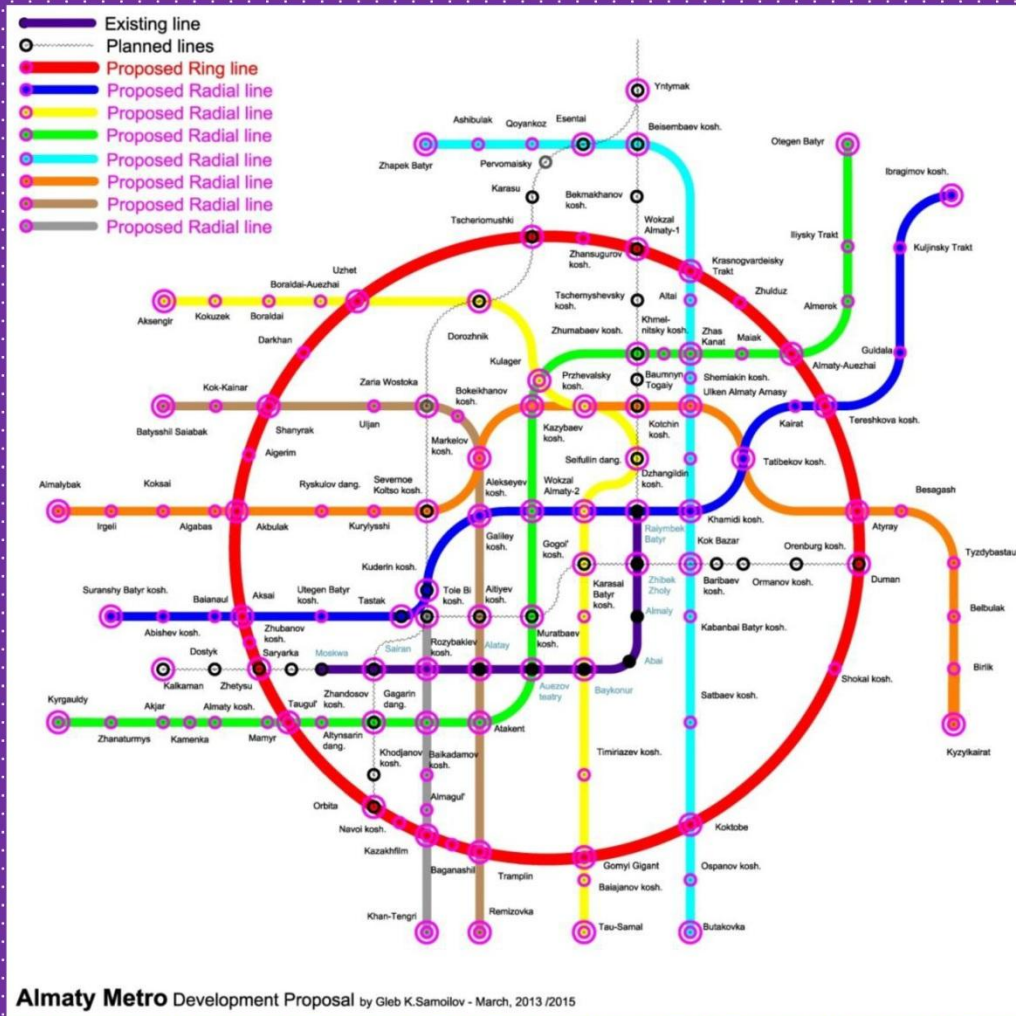 Existing line
Planned lines
Proposed Ring line
Proposed Radial line
Proposed Radial line
Proposed Radial line
Proposed Radial line
Proposed Radial line
Proposed Radial line
Proposed Radial line
Yntymak
Ashibulak
Qoyankoz
Esentai
Beisembaev kosh.
Otegen Batyr
Zhapek Batyr
Pervomaisky
Ibragimov kosh.
Karasu
Bekmakhanov
kosh.
Tscheriomushki
Wokzal
Almaty-1
Iliysky Trakt
Kuljinsky Trakt
Zhansugurov
kosh.
Krasnogvardeisky
Trakt
Uzhet
Boraldai-Auezhy
Zhulduz
Altai
Tschernyshevsky
kosh.
Almerek
Aksengir
Kokuzek
Boraldai
Dorozhnik
Zhumabaev kosh.
Khmel-
nitsky kosh.
Zhas
Kanat
Maiak
Darkhan
Guldala
Kulager
Almaty-Auezhai
Przhevalsky
kosh.
Baumnyn
Togaiy
Shemiakin kosh.
Kok-Kainar
Zaria Wostoka
Bokeikhanov
kosh.
Ulken Almaty Arnasy
Batysshil Saiabak
Shanyrak
Uljan
Kazybaev
kosh.
Kotchin
kosh.
Kairat
Tereshkova kosh.
Markelov
kosh.
Aigerim
Seifullin dang.
Tatibekov kosh.
Dzhangildin
kosh.
Almalybak
Koksai
Ryskulov dang.
Severnoe
Koltso kosh.
Alekseyev
kosh.
Wokzal
Almaty-2
Besagash
Irgeli
Algabas
Akbulak
Kurylysshi
Raiymbek
Batyr
Khamidi kosh.
Atyray
Galiley
kosh.
Gogol'
kosh.
Kok Bazar
Orenburg kosh.
Tyzdybastau
Kuderin kosh.
Karasai
Batyr
kosh.
Zhibek
Zholy
Baribaev
kosh.
Ormanov kosh.
Duman
Suranshy Batyr kosh.
Baianaul
Aksai
Utegen Batyr
kosh.
Tastak
Tole Bi
kosh.
Aitiyev
kosh.
Almaly
Belbulak
Abishev kosh.
Zhubanov
kosh.
Rozybakiev
kosh.
Muratbaev
kosh.
Kabanbai Batyr kosh.
Dostyk
Saryarka
Moskwa
Sairan
Alatay
Abai
Birlik
Kalkaman
Zhetysu
Zhandosov
kosh.
Gagarin
dang.
Auezov
teatry
Baykonur
Shokal kosh.
Kyrgauldy
Akjar
Almaty kosh.
Taugul'
Satbaev kosh.
Zhanaturmys
Kamenka
Mamyr
Altynsarin
dang.
Atakent
Khodjanov
kosh.
Baikadamov
kosh.
Timiriazev kosh.
Kyzylkairat
Orbita
Almagul'
Navoi kosh.
Koktobe
Kazakhfilm
Baganashil
Tramplin
Gornyi Gigant
Ospanov kosh.
Baiajanov kosh.
Khan-Tengri
Remizovka
Tau-Samal
Butakovka
Almaty Metro Development Proposal by Gleb K.Samoilov - March, 2013 /2015